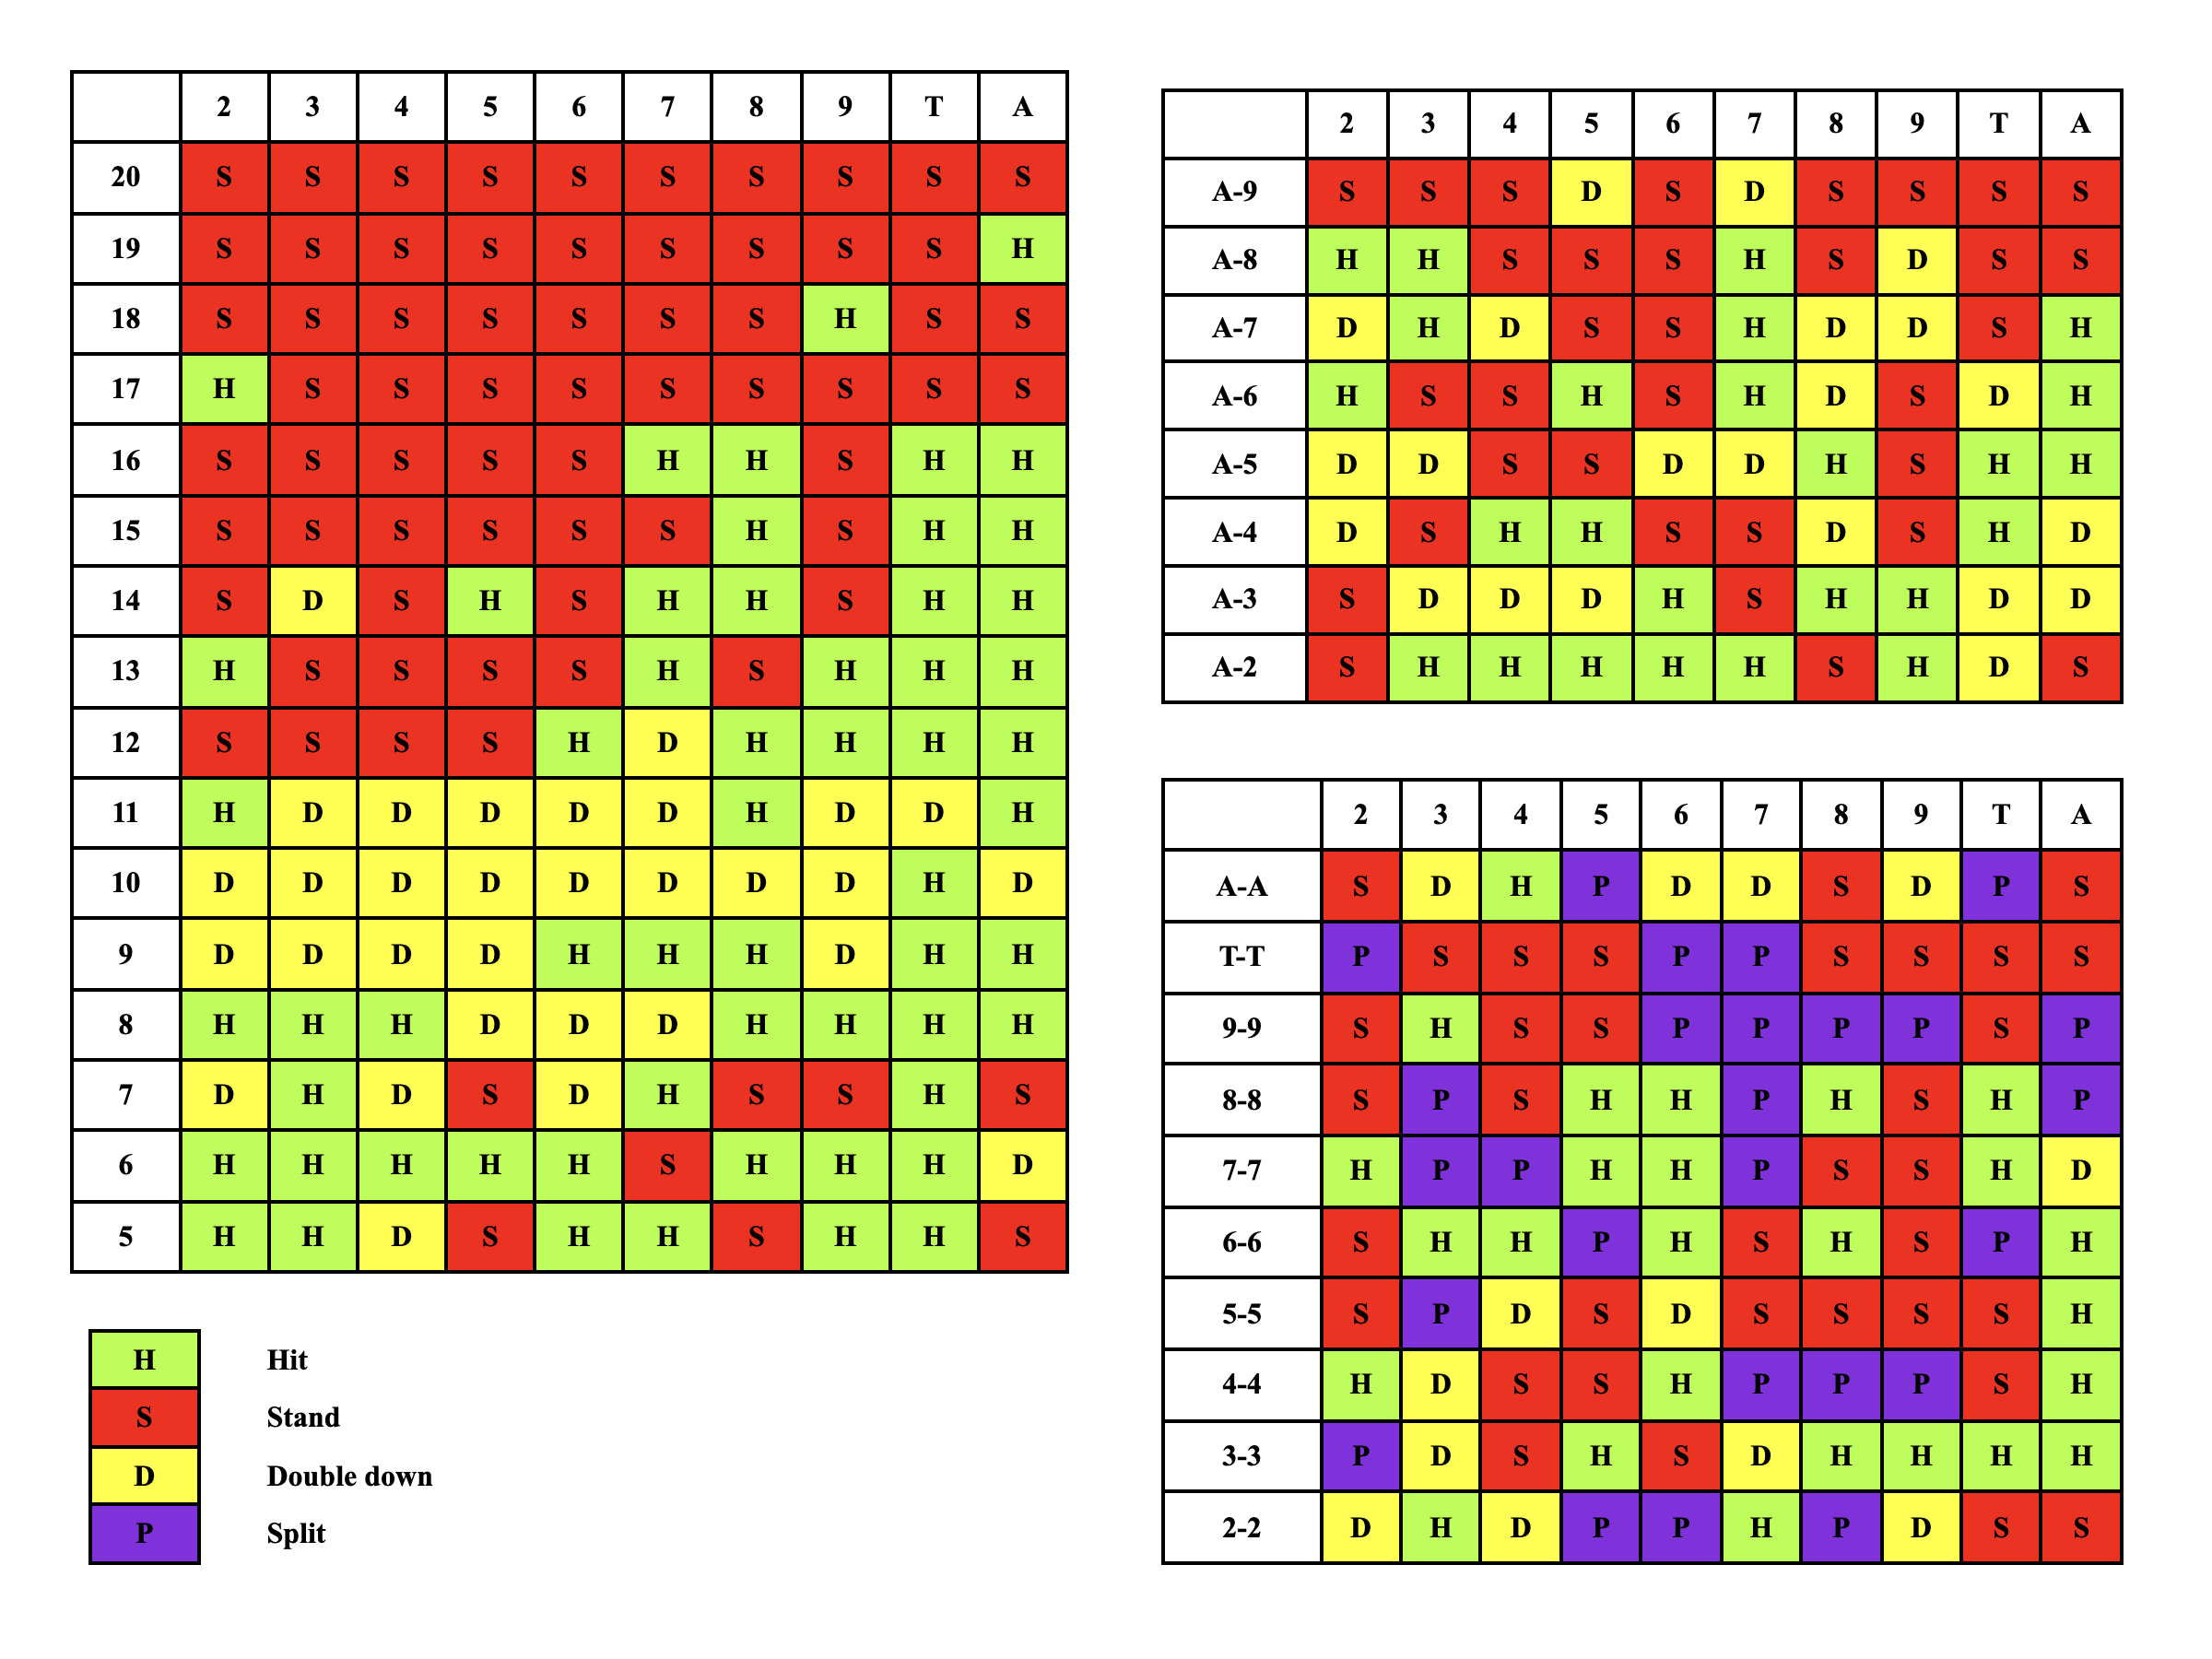 2 3 4 5 6 7 8 9 T A
20 S S S S S S S S S S
19 S S S S S S S S S H
18 S S S S S S S H S S
17 H S S S S S S S S S
16 S S S S S H H S H H
15 S S S S S S H S H H
14 S D S H S H H S H H
13 H S S S S H S H H H
12 S S S S H D H H H H
11 H D D D D D H D D H
10 D D D D D D D D H D
9 D D D D H H H D H H
8 H H H D D D H H H H
7 D H D S D H S S H S
6 H H H H H S H H H D
5 H H D S H H S H H S
H Hit
S Stand
D Double down
P Split
2 3 4 5 6 7 8 9 T A
A-9 S S S D S D S S S S
A-8 H H S S S H S D S S
A-7 D H D S S H D D S H
A-6 H S S H S H D S D H
A-5 D D S S D D H S H H
A-4 D S H H S S D S H D
A-3 S D D D H S H H D D
A-2 S H H H H H S H D S
2 3 4 5 6 7 8 9 T A
A-A S D H P D D S D P S
T-T P S S S P P S S S S
9-9 S H S S P P P P S P
8-8 S P S H H P H S H P
7-7 H P P H H P S S H D
6-6 S H H P H S H S P H
5-5 S P D S D S S S S H
4-4 H D S S H P P P S H
3-3 P D S H S D H H H H
2-2 D H D P P H P D S S